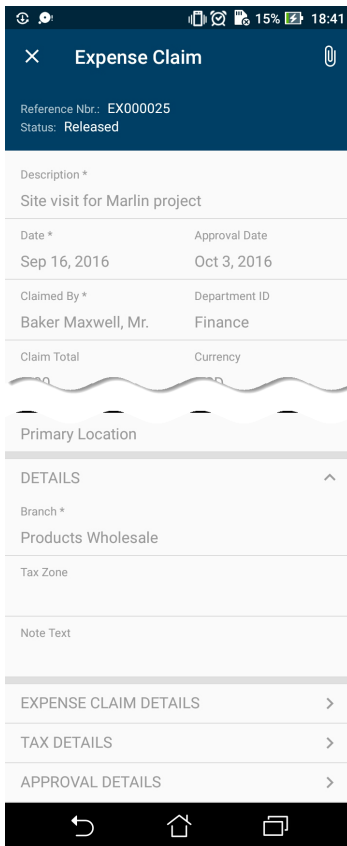 15% 18:41
Expense Claim
Reference Nbr.: EX000025
Status: Released
Description *
Site visit for Marlin project
Date * Approval Date
Sep 16, 2016 Oct 3, 2016
Claimed By * Department ID
Baker Maxwell, Mr. Finance
Claim Total Currency
Primary Location
DETAILS
Branch *
Products Wholesale
Tax Zone
Note Text
EXPENSE CLAIM DETAILS
TAX DETAILS
APPROVAL DETAILS